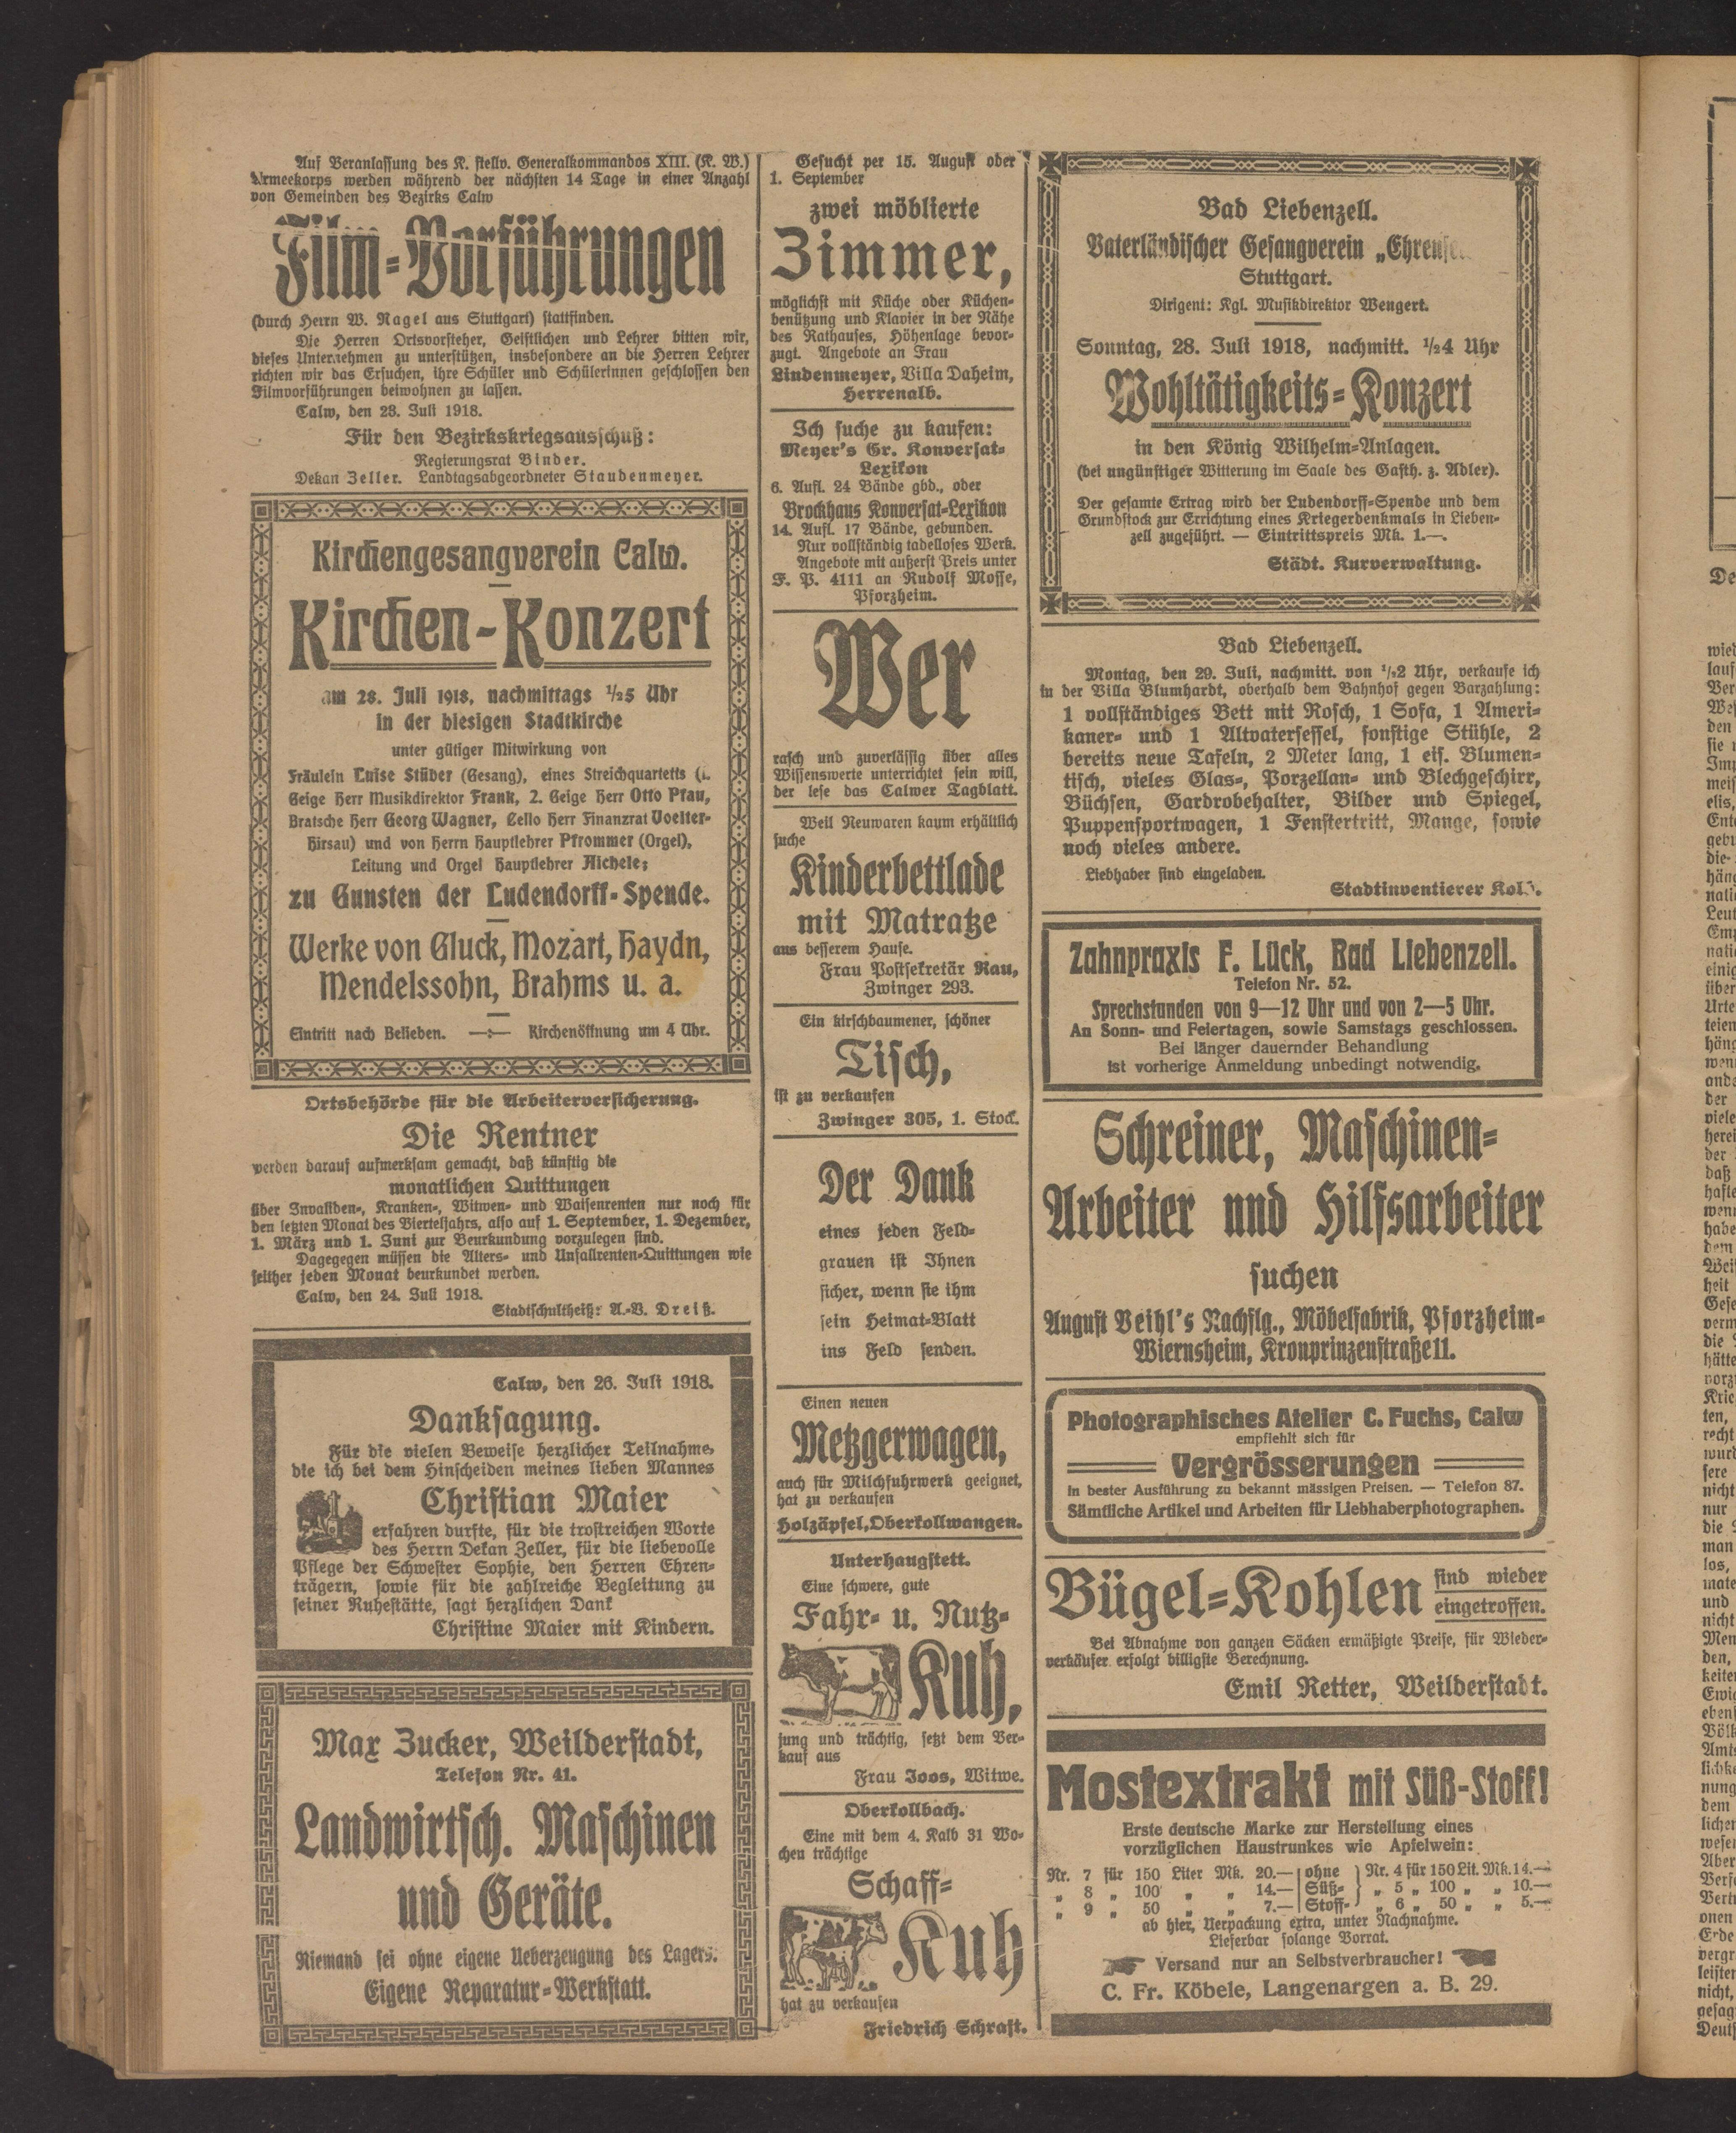 Auf Veranlassung des K. stellv. Generalkommandos XIII. (K. W.)
Armeekorps werden während der nächsten 14 Tage in einer Anzahl
von Gemeinden des Bezirks Calw
Film-Vorführungen
(durch Herrn W. Nagel aus Stuttgart) stattfinden.
Die Herren Ortsvorsteher, Geistlichen und Lehrer bitten wir,
dieses Unternehmen zu unterstützen, insbesondere an die Herren Lehrer
richten wir das Ersuchen, ihre Schüler und Schülerinnen geschlossen den
Filmvorführungen beiwohnen zu lassen.
Calw, den 23. Juli 1918.
Für den Bezirkskriegsausschuß:
Regierungsrat Binder.
Dekan Zeller. Landtagsabgeordneter Staudenmeyer.
Kirchengesangverein Calw.
Kirchen-Konzert
am 28. Juli 1918, nachmittags ½5 Uhr
in der hiesigen Stadtkirche
unter gütiger Mitwirkung von
Fräulein Luise Stüber (Gesang), eines Streichquartetts (1.
Geige Herr Musikdirektor Frank, 2. Geige Herr Otto Pfau,
Bratsche Herr Georg Wagner, Cello Herr Finanzrat Voelter-
Hirsau) und von Herrn Hauptlehrer Pfrommer (Orgel),
Leitung und Orgel Hauptlehrer Aichele;
zu Gunsten der Ludendorff-Spende.
Werke von Gluck, Mozart, Haydn,
Mendelssohn, Brahms u. a.
Eintritt nach Belieben. —:— Kirchenöffnung um 4 Uhr.
Ortsbehörde für die Arbeiterversicherung.
Die Rentner
werden darauf aufmerksam gemacht, daß künftig die
monatlichen Quittungen
über Invaliden-, Kranken-, Witwen- und Waisenrenten nur noch für
den letzten Monat des Vierteljahrs, also auf 1. September, 1. Dezember,
1. März und 1. Juni zur Beurkundung vorzulegen sind.
Dagegegen müssen die Alters- und Unfallrenten-Quittungen wie
seither jeden Monat beurkundet werden.
Calw, den 24. Juli 1918.
Stadtschultheiß: A.-V. Dreiß.
Calw, den 26. Juli 1918.
Danksagung.
Für die vielen Beweise herzlicher Teilnahme,
die ich bei dem Hinscheiden meines lieben Mannes
Christian Maier
erfahren durfte, für die trostreichen Worte
des Herrn Dekan Zeller, für die liebevolle
Pflege der Schwester Sophie, den Herren Ehren-
trägern, sowie für die zahlreiche Begleitung zu
seiner Ruhestätte, sagt herzlichen Dank
Christine Maier mit Kindern.
Max Zucker, Weilderstadt,
Telefon Nr. 41.
Landwirtsch. Maschinen
und Geräte.
Niemand sei ohne eigene Ueberzeugung des Lagers.
Eigene Reparatur-Werkstatt.
Gesucht per 15. August oder
1. September
zwei möblierte
Zimmer,
möglichst mit Küche oder Küchen-
benützung und Klavier in der Nähe
des Rathauses, Höhenlage bevor-
zugt. Angebote an Frau
Lindenmeyer, Villa Daheim,
Herrenalb.
Ich suche zu kaufen:
Meyer's Gr. Konversat-
Lexikon
6. Aufl. 24 Bände gbd., oder
Brockhaus Konversat-Lexikon
14. Aufl. 17 Bände, gebunden.
Nur vollständig tadelloses Werk.
Angebote mit äußerst Preis unter
F. P. 4111 an Rudolf Mosse,
Pforzheim.
Wer
rasch und zuverlässig über alles
Wissenswerte unterrichtet sein will,
der lese das Calwer Tagblatt.
Weil Neuwaren kaum erhältlich
suche
Kinderbettlade
mit Matratze
aus besserem Hause.
Frau Postsekretär Rau,
Zwinger 293.
Ein kirschbaumener, schöner
Tisch,
ist zu verkaufen
Zwinger 305, 1. Stock.
Der Dank
eines jeden Feld-
grauen ist Ihnen
sicher, wenn sie ihm
sein Heimat-Blatt
ins Feld senden.
Einen neuen
Metzgerwagen,
auch für Milchfuhrwerk geeignet,
hat zu verkaufen
Holzäpfel, Oberkollwangen.
Unterhaugstett.
Eine schwere, gute
Fahr- u. Nutz-
Kuh,
jung und trächtig, setzt dem Ver-
kauf aus
Frau Joos, Witwe.
Oberkollbach.
Eine mit dem 4. Kalb 31 Wo-
chen trächtige
Schaff-
Kuh
hat zu verkaufen
Friedrich Schraft.
Bad Liebenzell.
Vaterländischer Gesangverein
Stuttgart.
Dirigent: Kgl. Musikdirektor Wengert.
Sonntag, 28. Juli 1918, nachmitt. ½4 Uhr
Wohltätigkeits-Konzert
in den König Wilhelm-Anlagen.
(bei ungünstiger Witterung im Saale des Gasth. z. Adler).
Der gesamte Ertrag wird der Ludendorff-Spende und dem
Grundstock zur Errichtung eines Kriegerdenkmals in Lieben-
zell zugeführt. — Eintrittspreis Mk. 1.—.
Städt. Kurverwaltung.
Bad Liebenzell.
Montag, den 29. Juli, nachmitt. von ½2 Uhr, verkaufe ich
in der Villa Blumhardt, oberhalb dem Bahnhof gegen Barzahlung:
1 vollständiges Bett mit Rosch, 1 Sofa, 1 Ameri-
kaner- und 1 Altvatersessel, sonstige Stühle, 2
bereits neue Tafeln, 2 Meter lang, 1 eis. Blumen-
tisch, vieles Glas-, Porzellan- und Blechgeschirr,
Büchsen, Gardrobehalter, Bilder und Spiegel,
Puppensportwagen, 1 Fenstertritt, Mange, sowie
noch vieles andere.
Liebhaber sind eingeladen.
Stadtinventierer
Zahnpraxis F. Lück, Bad Liebenzell.
Telefon Nr. 52.
Sprechstunden von 9—12 Uhr und von 2—5 Uhr.
An Sonn- und Feiertagen, sowie Samstags geschlossen.
Bei länger dauernder Behandlung
ist vorherige Anmeldung unbedingt notwendig.
Schreiner, Maschinen-
Arbeiter und Hilfsarbeiter
suchen
August Veihl's Nachflg., Möbelfabrik, Pforzheim-
Wiernsheim, Kronprinzenstraße 11.
Photographisches Atelier C. Fuchs, Calw
empfiehlt sich für
Vergrösserungen
in bester Ausführung zu bekannt mässigen Preisen. — Telefon 87.
Sämtliche Artikel und Arbeiten für Liebhaberphotographen.
Bügel-Kohlen sind wieder
eingetroffen.
Bei Abnahme von ganzen Säcken ermäßigte Preise, für Wieder-
verkäufer erfolgt billigste Berechnung.
Emil Retter, Weilderstadt.
Mostextrakt mit Süß-Stoff!
Erste deutsche Marke zur Herstellung eines
vorzüglichen Haustrunkes wie Apfelwein:
Nr. 7 für 150 Liter Mk. 20.— ohne Nr. 4 für 150 Lit. Mk. 14.—
„ 8 „ 100 „ „ 14.— Süß- „ 5 „ 100 „ „ 10.—
„ 9 „ 50 „ „ 7.— Stoff- „ 6 „ 50 „ „ 5.—
ab hier, Verpackung extra, unter Nachnahme.
Lieferbar solange Vorrat.
Versand nur an Selbstverbraucher!
C. Fr. Köbele, Langenargen a. B. 29.